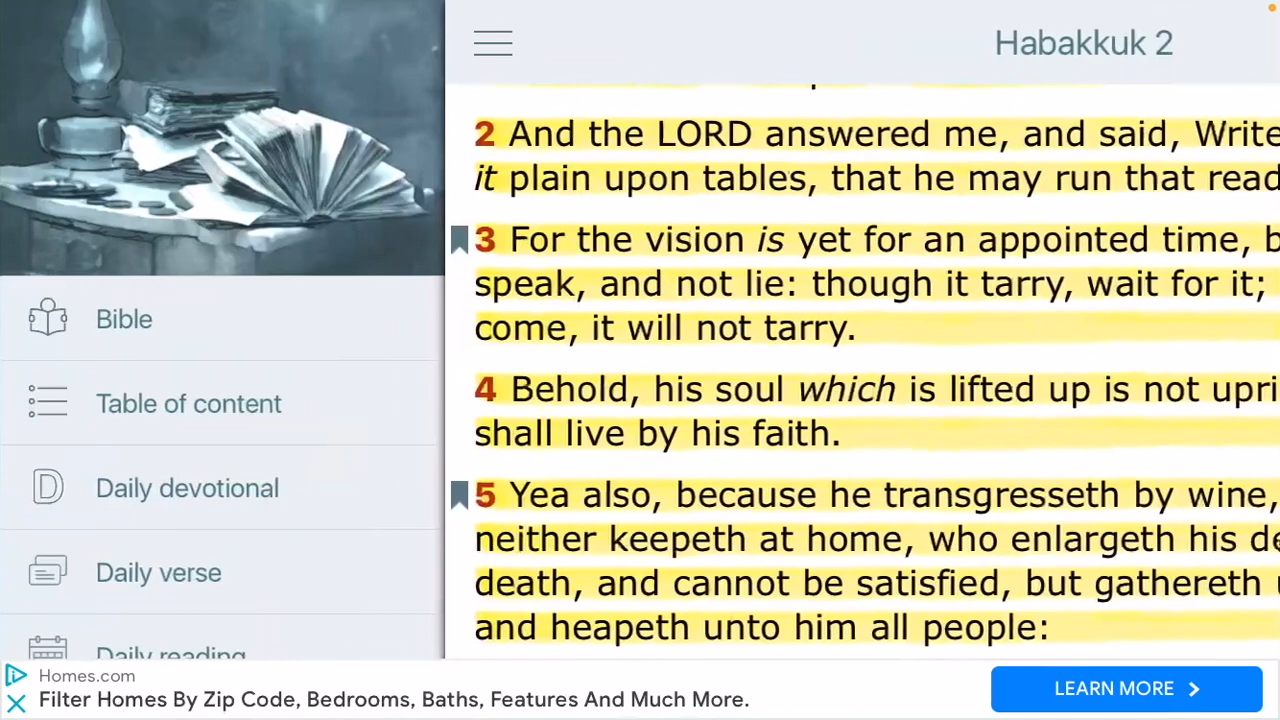 Habakkuk 2
2 And the LORD answered me, and said, Write
it plain upon tables, that he may run that read
3 For the vision is yet for an appointed time, b
speak, and not lie: though it tarry, wait for it;
come, it will not tarry.
4 Behold, his soul which is lifted up is not upri
shall live by his faith.
5 Yea also, because he transgresseth by wine,
neither keepeth at home, who enlargeth his de
death, and cannot be satisfied, but gathereth
and heapeth unto him all people:
Bible
Table of content
Daily devotional
Daily verse
Daily reading
Homes.com
Filter Homes By Zip Code, Bedrooms, Baths, Features And Much More.
LEARN MORE